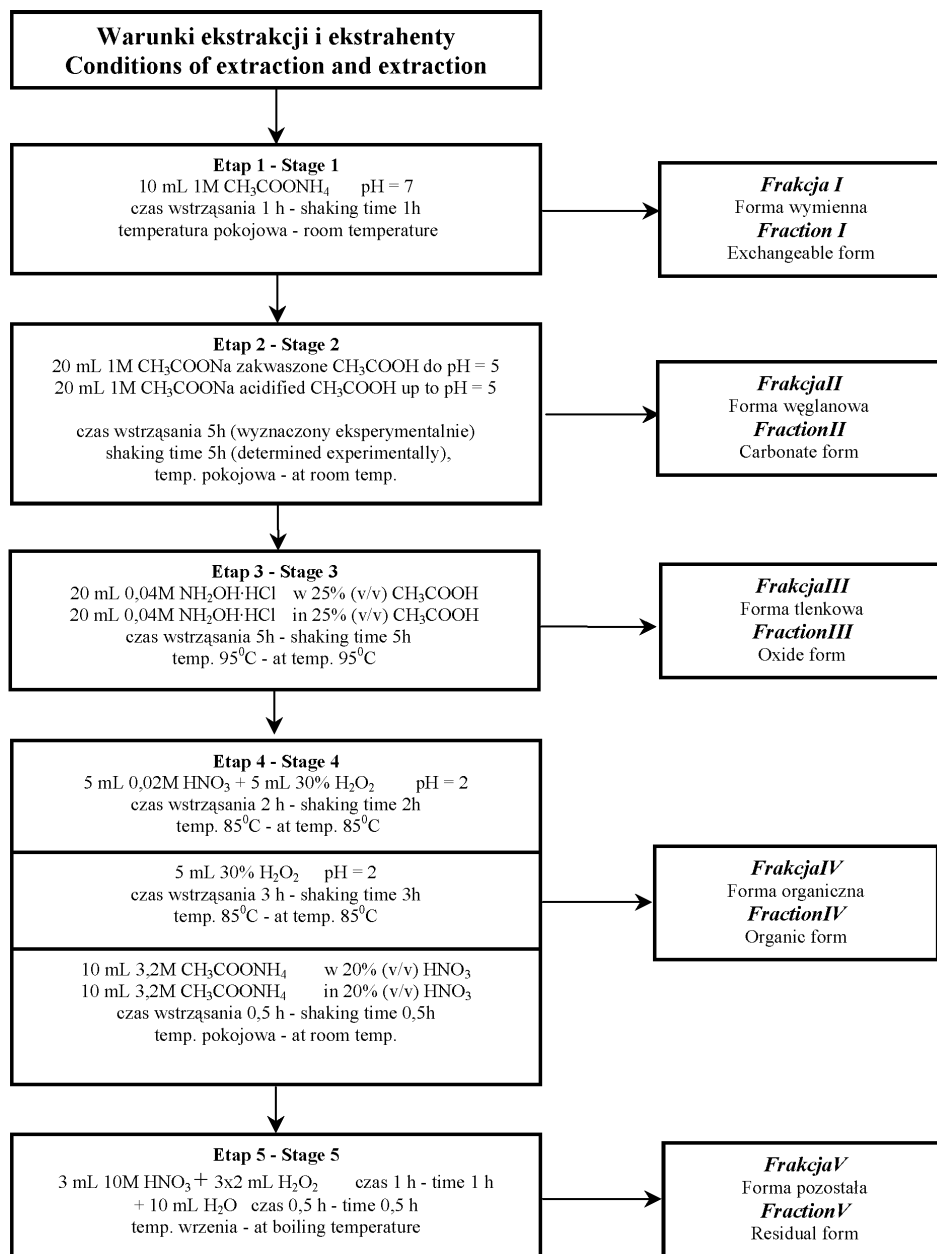 Warunki ekstrakcji i ekstrahenty
Conditions of extraction and extraction
Etap 1 - Stage 1
10 mL 1M CH₃COONH₄ pH = 7
czas wstrząsania 1 h - shaking time 1h
temperatura pokojowa - room temperature
Frakcja I
Forma wymienna
Fraction I
Exchangeable form
Etap 2 - Stage 2
20 mL 1M CH₃COONa zakwaszone CH₃COOH do pH = 5
20 mL 1M CH₃COONa acidified CH₃COOH up to pH = 5
czas wstrząsania 5h (wyznaczony eksperymentalnie)
shaking time 5h (determined experimentally),
temp. pokojowa - at room temp.
FrakcjaII
Forma węglanowa
FractionII
Carbonate form
Etap 3 - Stage 3
20 mL 0,04M NH₂OH·HCl w 25% (v/v) CH₃COOH
20 mL 0,04M NH₂OH·HCl in 25% (v/v) CH₃COOH
czas wstrząsania 5h - shaking time 5h
temp. 95⁰C - at temp. 95⁰C
FrakcjaIII
Forma tlenkowa
FractionIII
Oxide form
Etap 4 - Stage 4
5 mL 0,02M HNO₃ + 5 mL 30% H₂O₂ pH = 2
czas wstrząsania 2 h - shaking time 2h
temp. 85⁰C - at temp. 85⁰C
5 mL 30% H₂O₂ pH = 2
czas wstrząsania 3 h - shaking time 3h
temp. 85⁰C - at temp. 85⁰C
10 mL 3,2M CH₃COONH₄ w 20% (v/v) HNO₃
10 mL 3,2M CH₃COONH₄ in 20% (v/v) HNO₃
czas wstrząsania 0,5 h - shaking time 0,5h
temp. pokojowa - at room temp.
FrakcjaIV
Forma organiczna
FractionIV
Organic form
Etap 5 - Stage 5
3 mL 10M HNO₃ + 3x2 mL H₂O₂ czas 1 h - time 1 h
+ 10 mL H₂O czas 0,5 h - time 0,5 h
temp. wrzenia - at boiling temperature
FrakcjaV
Forma pozostała
FractionV
Residual form